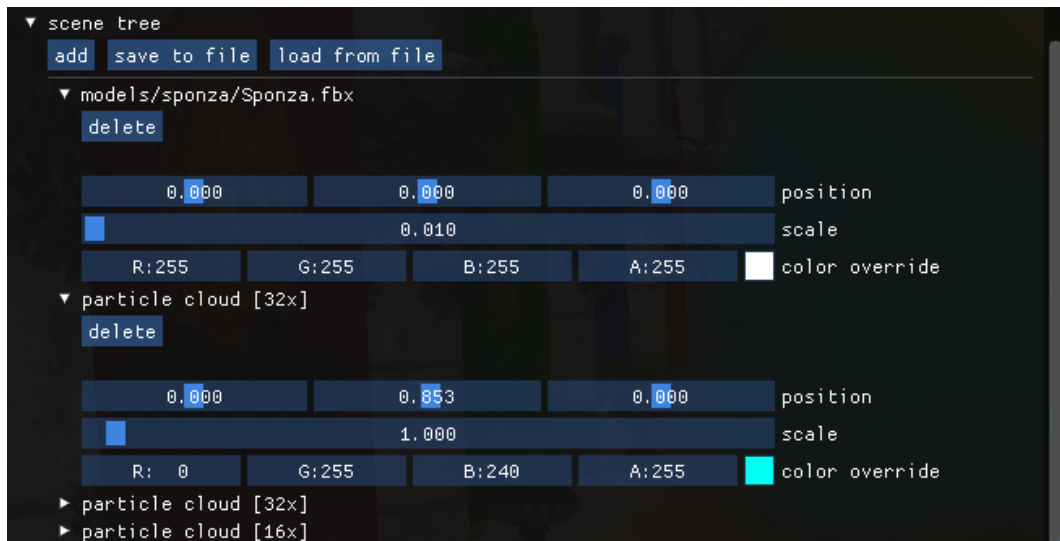 scene tree
add save to file load from file
models/sponza/Sponza.fbx
delete
0.000 0.000 0.000 position
0.010 scale
R:255 G:255 B:255 A:255 color override
particle cloud [32x]
delete
0.000 0.853 0.000 position
1.000 scale
R: 0 G:255 B:240 A:255 color override
particle cloud [32x]
particle cloud [16x]